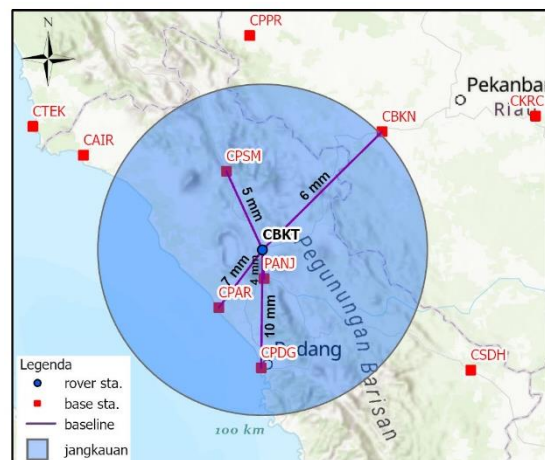 N
CPPR
Pekanbaru
CTEK
CBKN
CKRC
Riau
CAIR
CPSM
5 mm
6 mm
CBKT
PANJ
7 mm
4 mm
CPAR
10 mm
Pegunungan Barisan
CPDG
Padang
CSDH
100 km
Legenda
rover sta.
base sta.
baseline
jangkauan